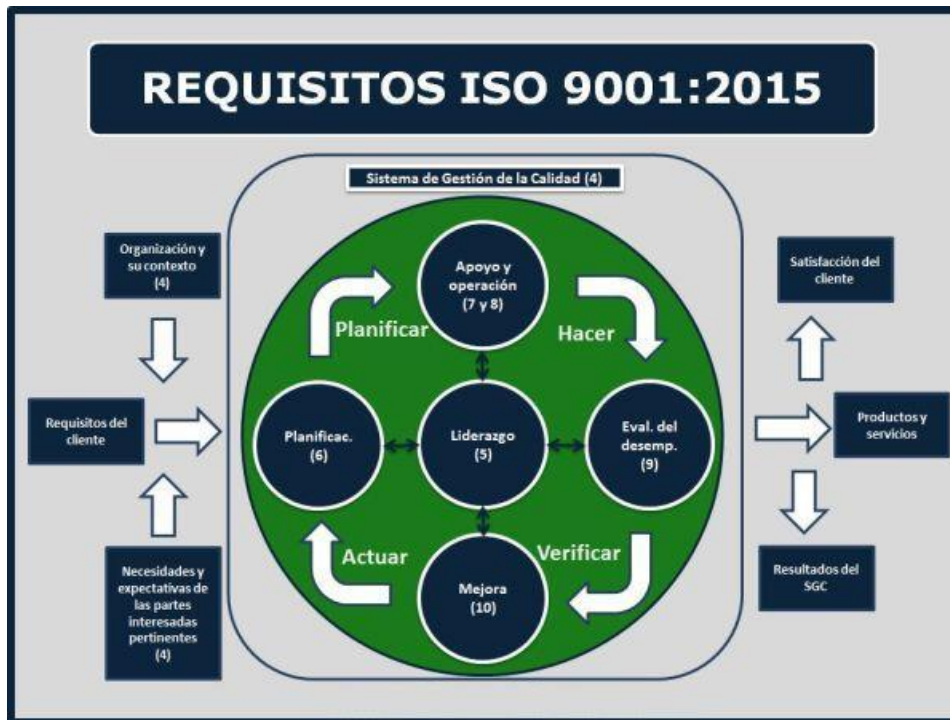 REQUISITOS ISO 9001:2015
Sistema de Gestión de la Calidad (4)
Organización y
su contexto
(4)
Requisitos del
cliente
Necesidades y
expectativas de
las partes
interesadas
pertinentes
(4)
Apoyo y
operación
(7 y 8)
Planificar
Hacer
Planificac.
(6)
Liderazgo
(5)
Eval. del
desemp.
(9)
Actuar
Verificar
Mejora
(10)
Satisfacción del
cliente
Productos y
servicios
Resultados del
SGC